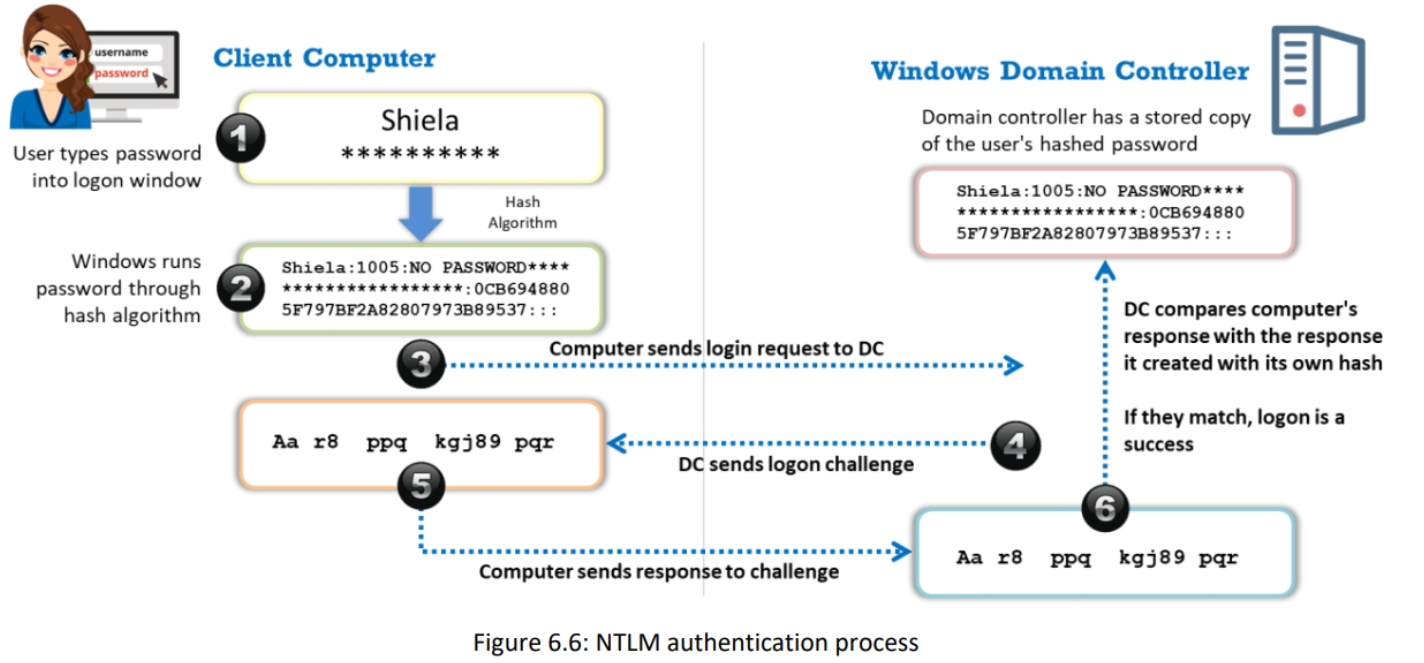 username
password
Client Computer
1
Shiela
**********
User types password
into logon window
Hash
Algorithm
Windows runs
password through
hash algorithm
2
Shiela:1005:NO PASSWORD****
*****************:0CB694880
5F797BF2A82807973B89537:::
3
Computer sends login request to DC
Aa r8 ppq kgj89 pqr
4
DC sends logon challenge
5
Computer sends response to challenge
Windows Domain Controller
Domain controller has a stored copy
of the user's hashed password
Shiela:1005:NO PASSWORD****
*****************:0CB694880
5F797BF2A82807973B89537:::
DC compares computer's
response with the response
it created with its own hash
If they match, logon is a
success
6
Aa r8 ppq kgj89 pqr
Figure 6.6: NTLM authentication process